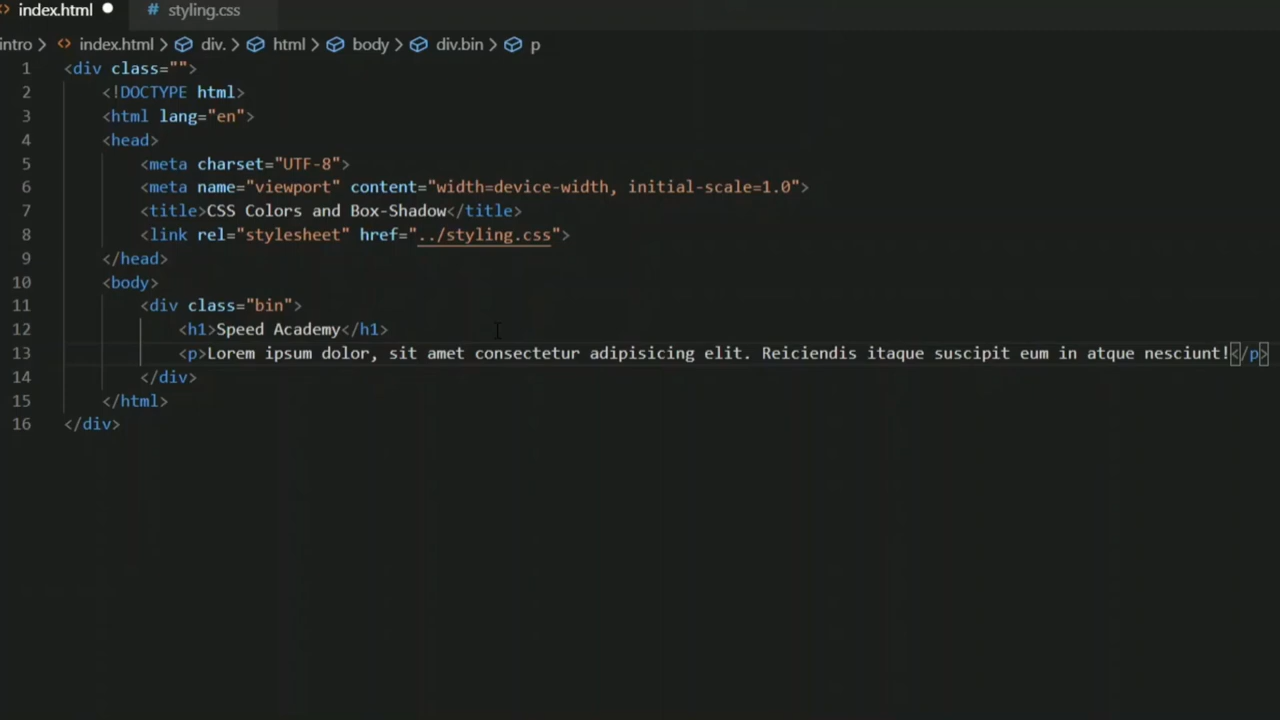 index.html
# styling.css
intro > <> index.html > div. > html > body > div.bin > p
1 <div class="">
2 <!DOCTYPE html>
3 <html lang="en">
4 <head>
5 <meta charset="UTF-8">
6 <meta name="viewport" content="width=device-width, initial-scale=1.0">
7 <title>CSS Colors and Box-Shadow</title>
8 <link rel="stylesheet" href="../styling.css">
9 </head>
10 <body>
11 <div class="bin">
12 <h1>Speed Academy</h1>
13 <p>Lorem ipsum dolor, sit amet consectetur adipisicing elit. Reiciendis itaque suscipit eum in atque nesciunt!</p>
14 </div>
15 </html>
16 </div>